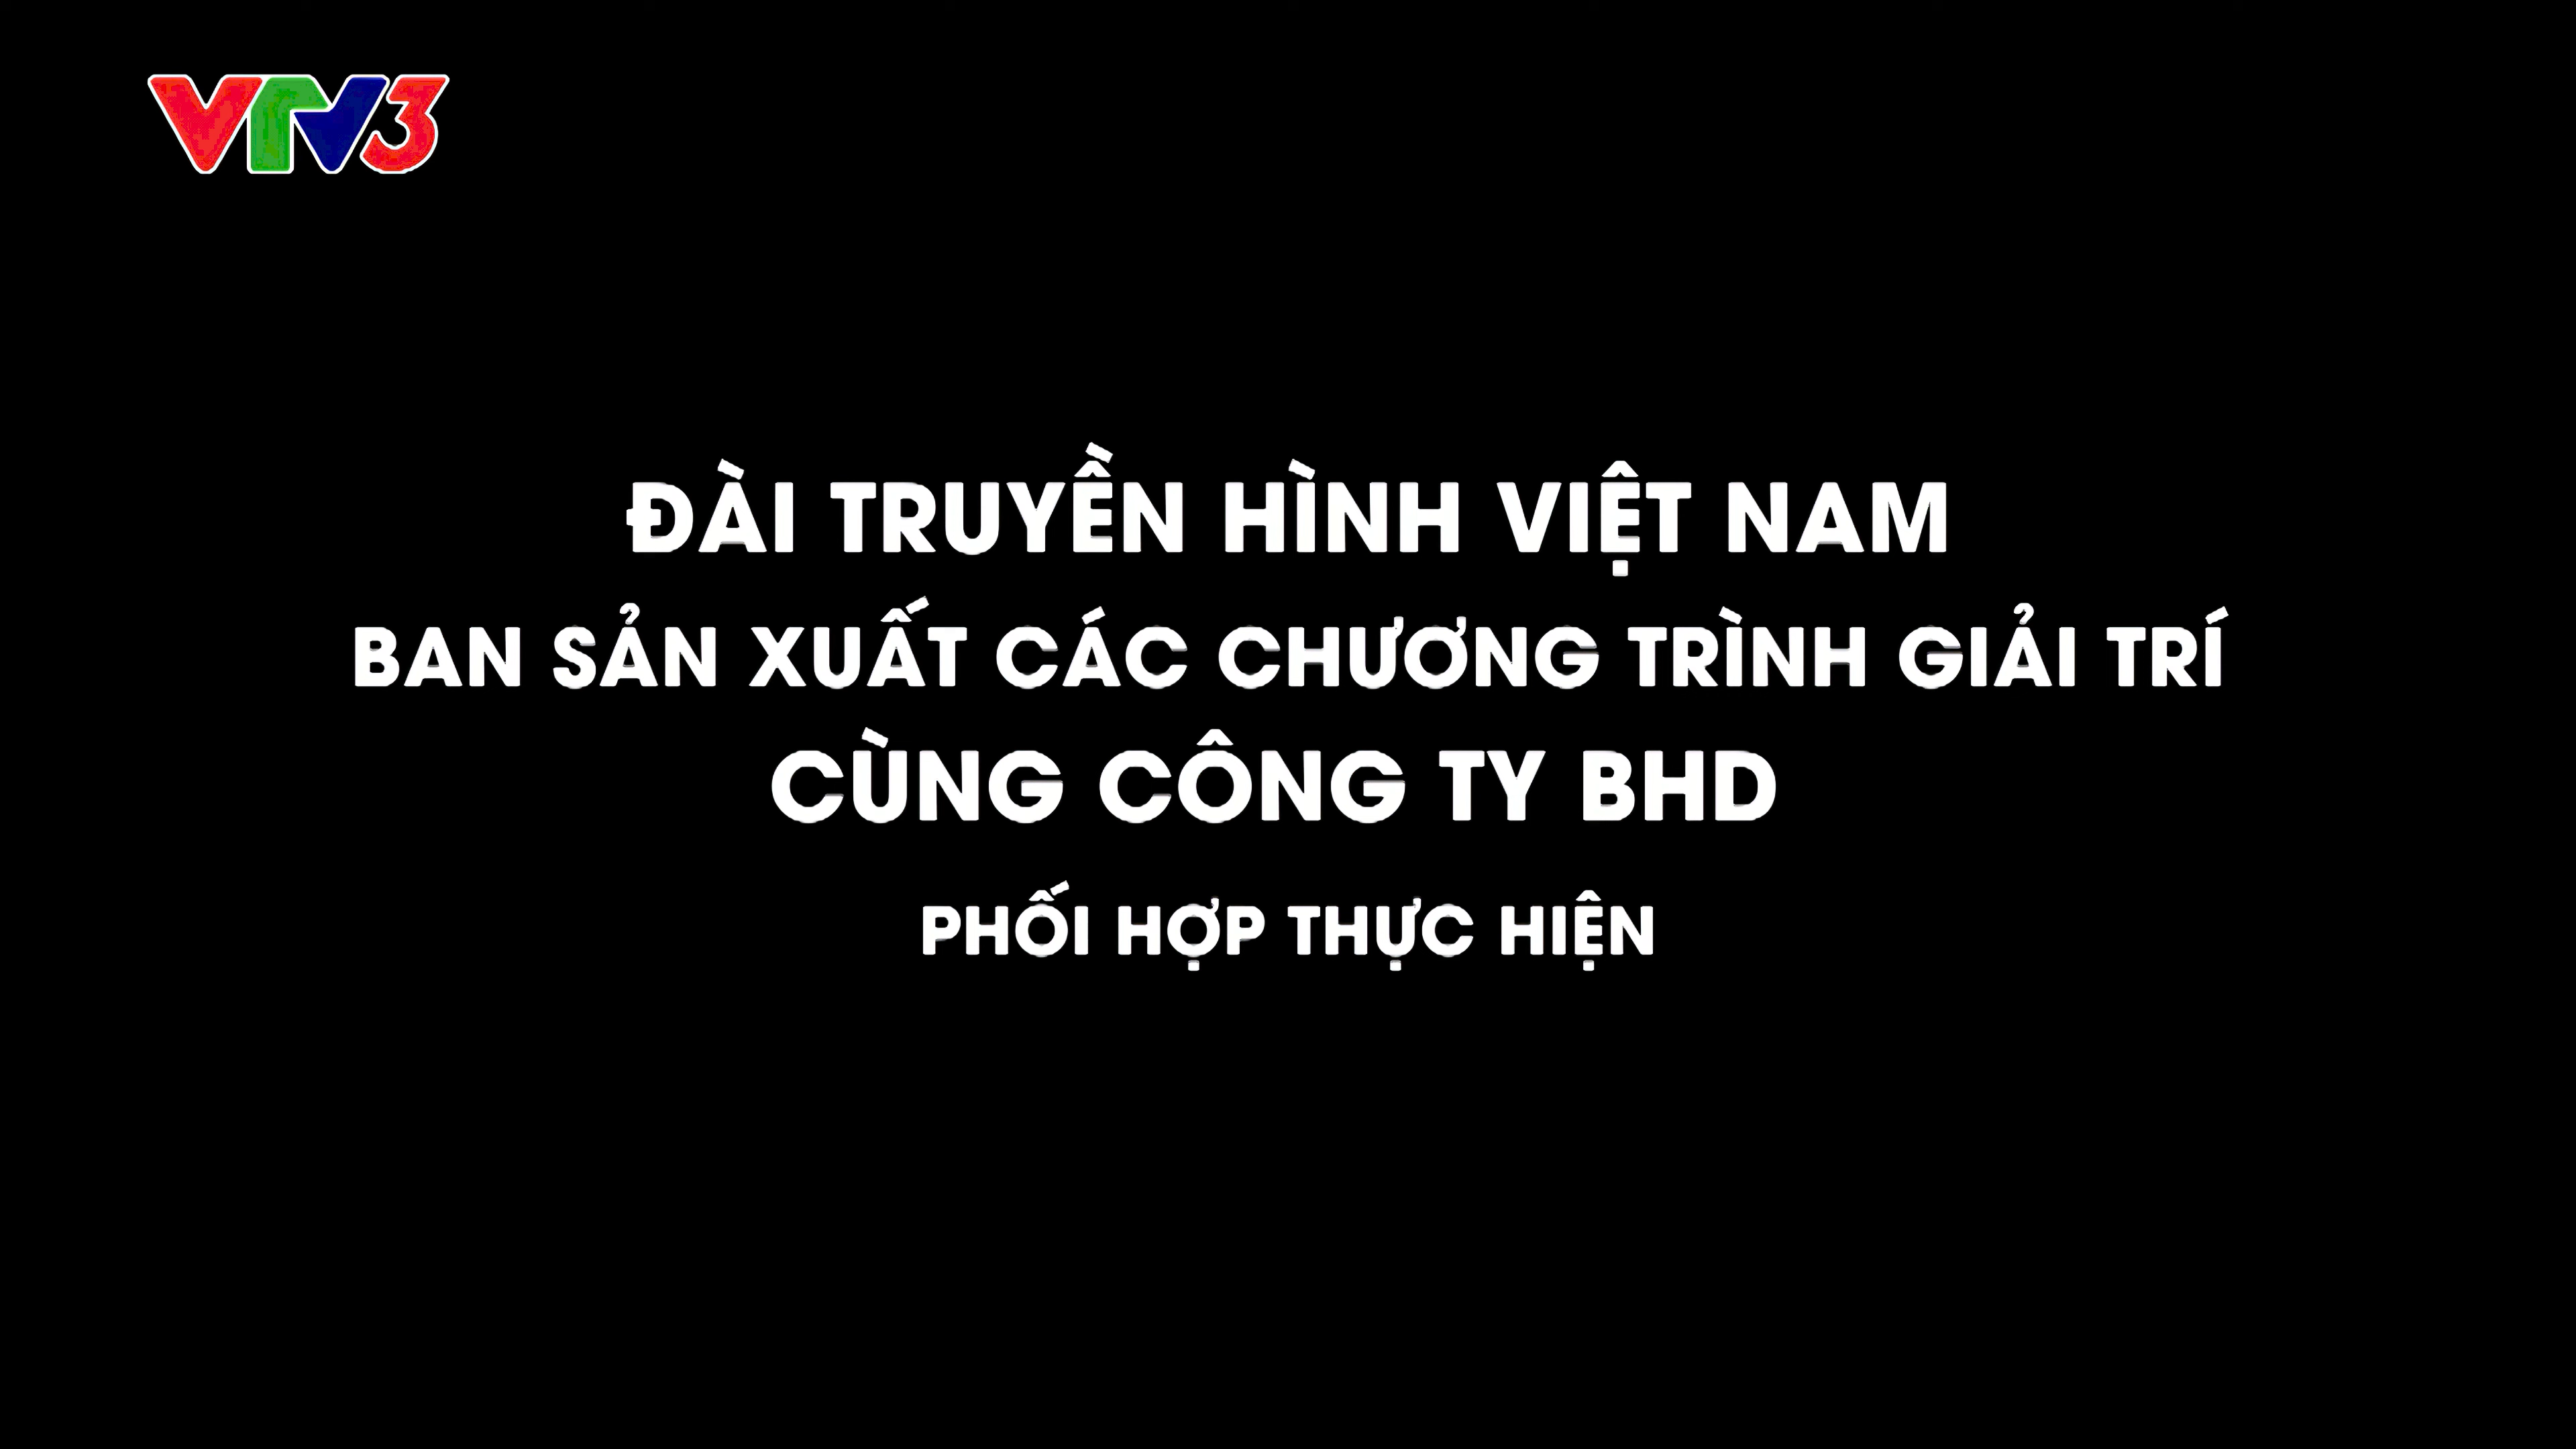 VTV3
ĐÀI TRUYỀN HÌNH VIỆT NAM
BAN SẢN XUẤT CÁC CHƯƠNG TRÌNH GIẢI TRÍ
CÙNG CÔNG TY BHD
PHỐI HỢP THỰC HIỆN